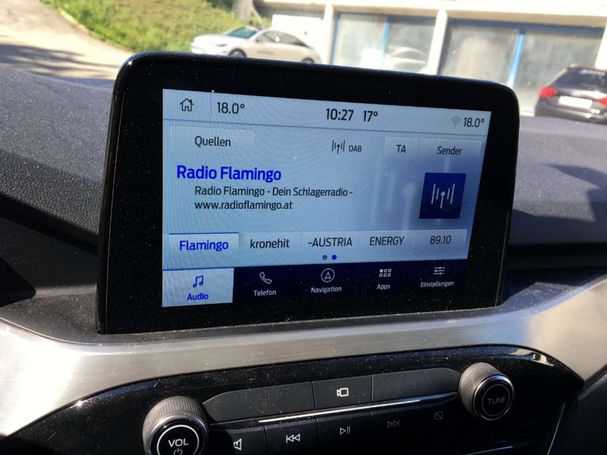 18.0° 10:27 17° 18.0°
Quellen DAB TA Sender
Radio Flamingo
Radio Flamingo - Dein Schlagerradio -
www.radioflamingo.at
Flamingo kronehit -AUSTRIA ENERGY 89.10
Audio Telefon Navigation Apps Einstellungen
VOL TUNE